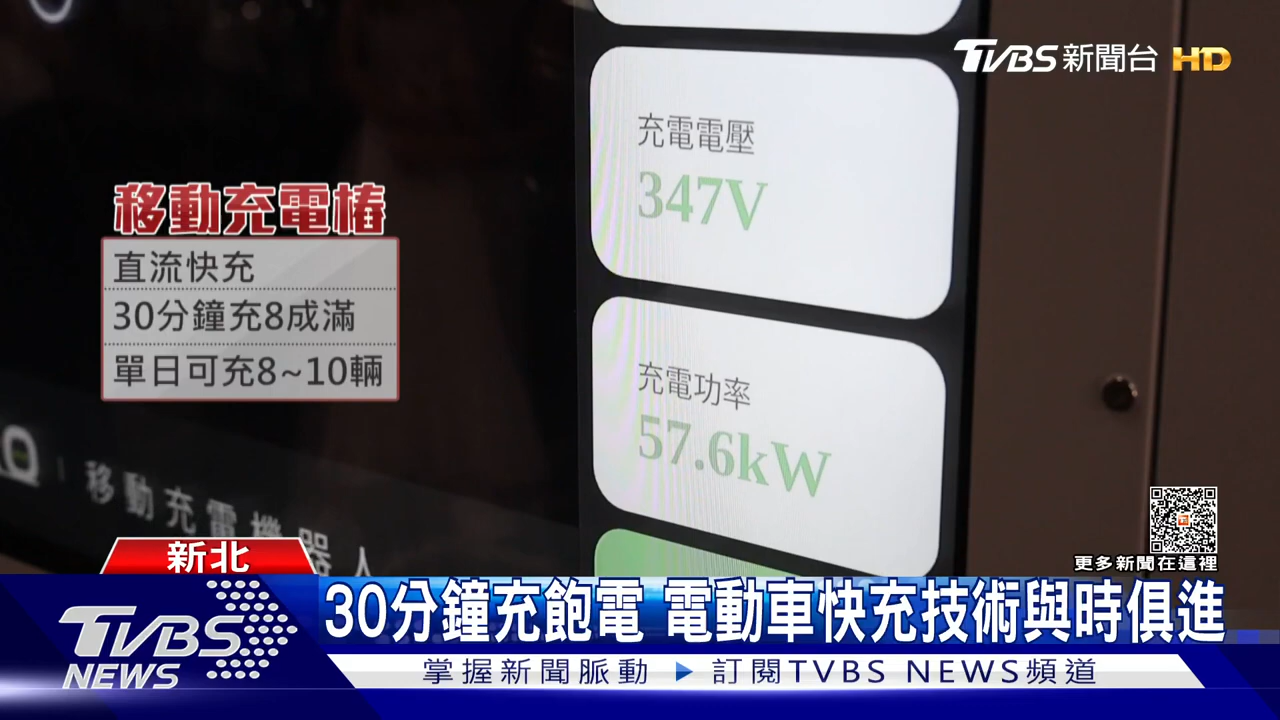 TVBS新聞台 HD
充電電壓
347V
移動充電樁
直流快充
30分鐘充8成滿
單日可充8~10輛
充電功率
57.6kW
移動充電機器人
更多新聞在這裡
新北
30分鐘充飽電 電動車快充技術與時俱進
TVBS NEWS
掌握新聞脈動 ▶ 訂閱TVBS NEWS頻道